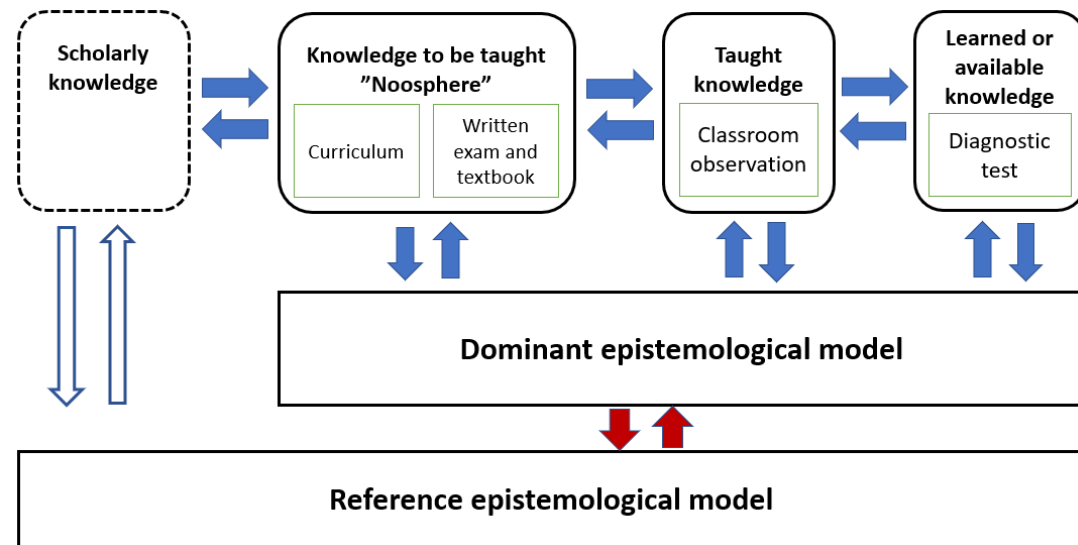 Scholarly
knowledge
Knowledge to be taught
”Noosphere”
Curriculum
Written
exam and
textbook
Taught
knowledge
Classroom
observation
Learned or
available
knowledge
Diagnostic
test
Dominant epistemological model
Reference epistemological model